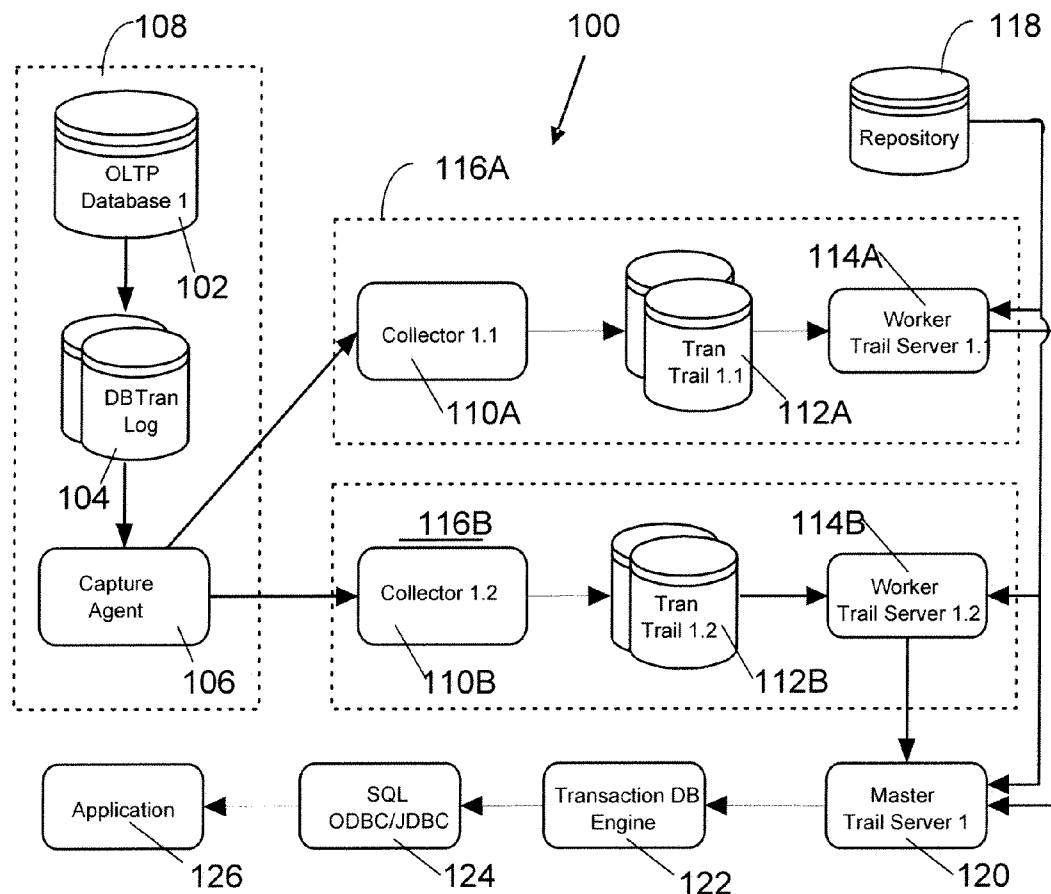 108
100
118
OLTP
Database 1
102
Repository
116A
DBTran
Log
104
Collector 1.1
110A
Tran
Trail 1.1
112A
114A
Worker
Trail Server 1.1
Capture
Agent
106
116B
Collector 1.2
110B
Tran
Trail 1.2
112B
114B
Worker
Trail Server 1.2
Application
126
SQL
ODBC/JDBC
124
Transaction DB
Engine
122
Master
Trail Server 1
120